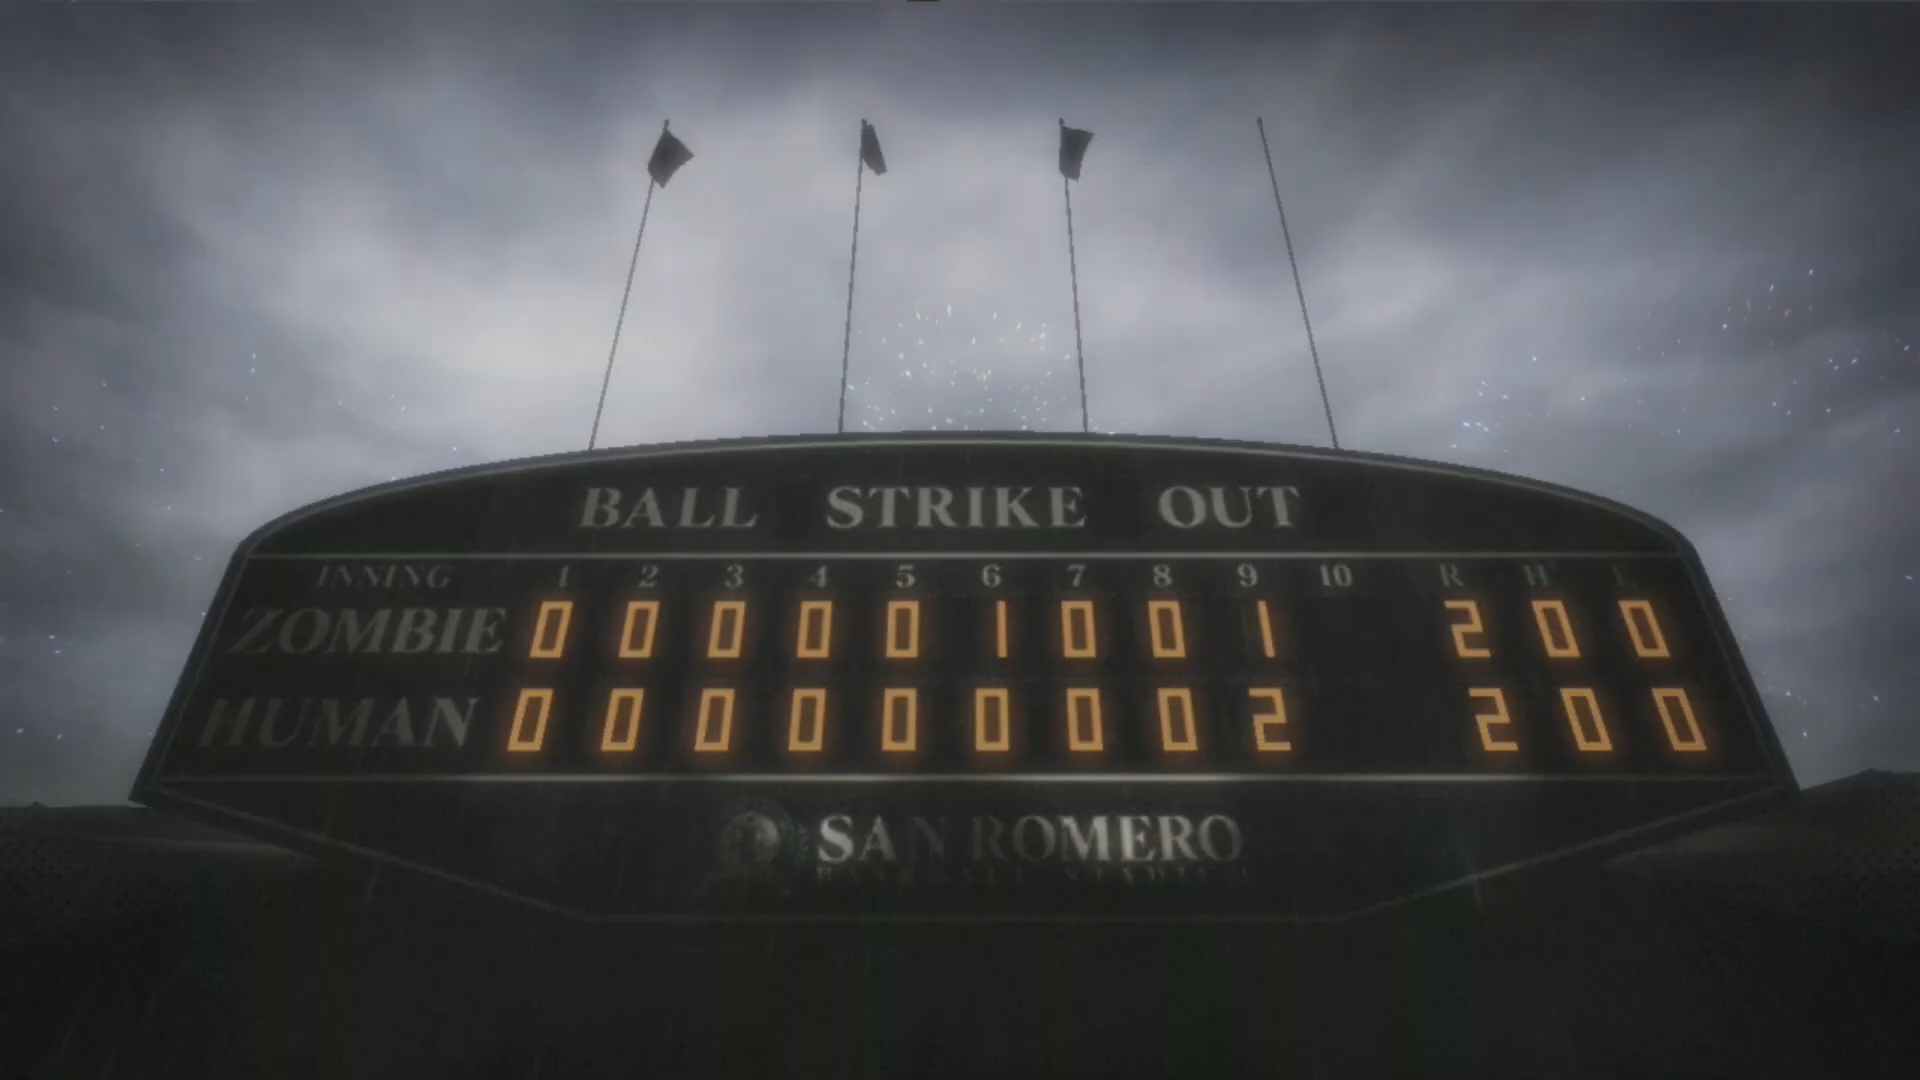 BALL STRIKE OUT
INNING 1 2 3 4 5 6 7 8 9 10 R H E
ZOMBIE 0 0 0 0 0 1 0 0 1 2 0 0
HUMAN 0 0 0 0 0 0 0 0 2 2 0 0
SAN ROMERO
BASEBALL STADIUM